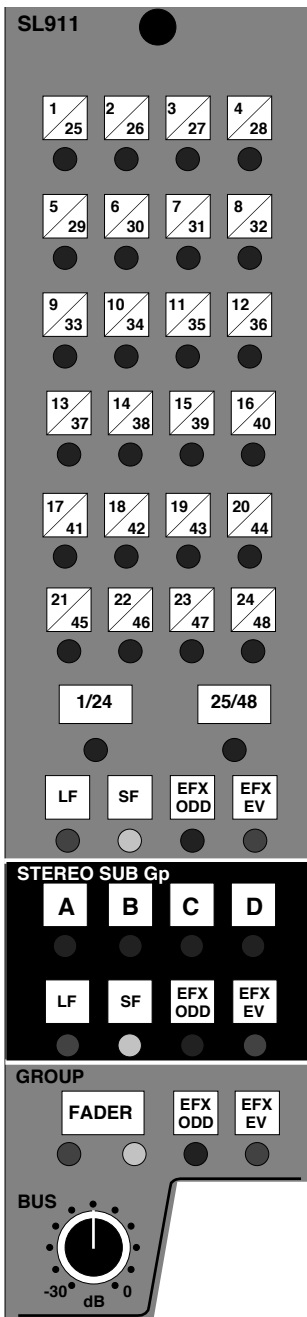 SL911
1 25 2 26 3 27 4 28
5 29 6 30 7 31 8 32
9 33 10 34 11 35 12 36
13 37 14 38 15 39 16 40
17 41 18 42 19 43 20 44
21 45 22 46 23 47 24 48
1/24 25/48
LF SF EFX ODD EFX EV
STEREO SUB Gp
A B C D
LF SF EFX ODD EFX EV
GROUP
FADER EFX ODD EFX EV
BUS
-30 0
dB